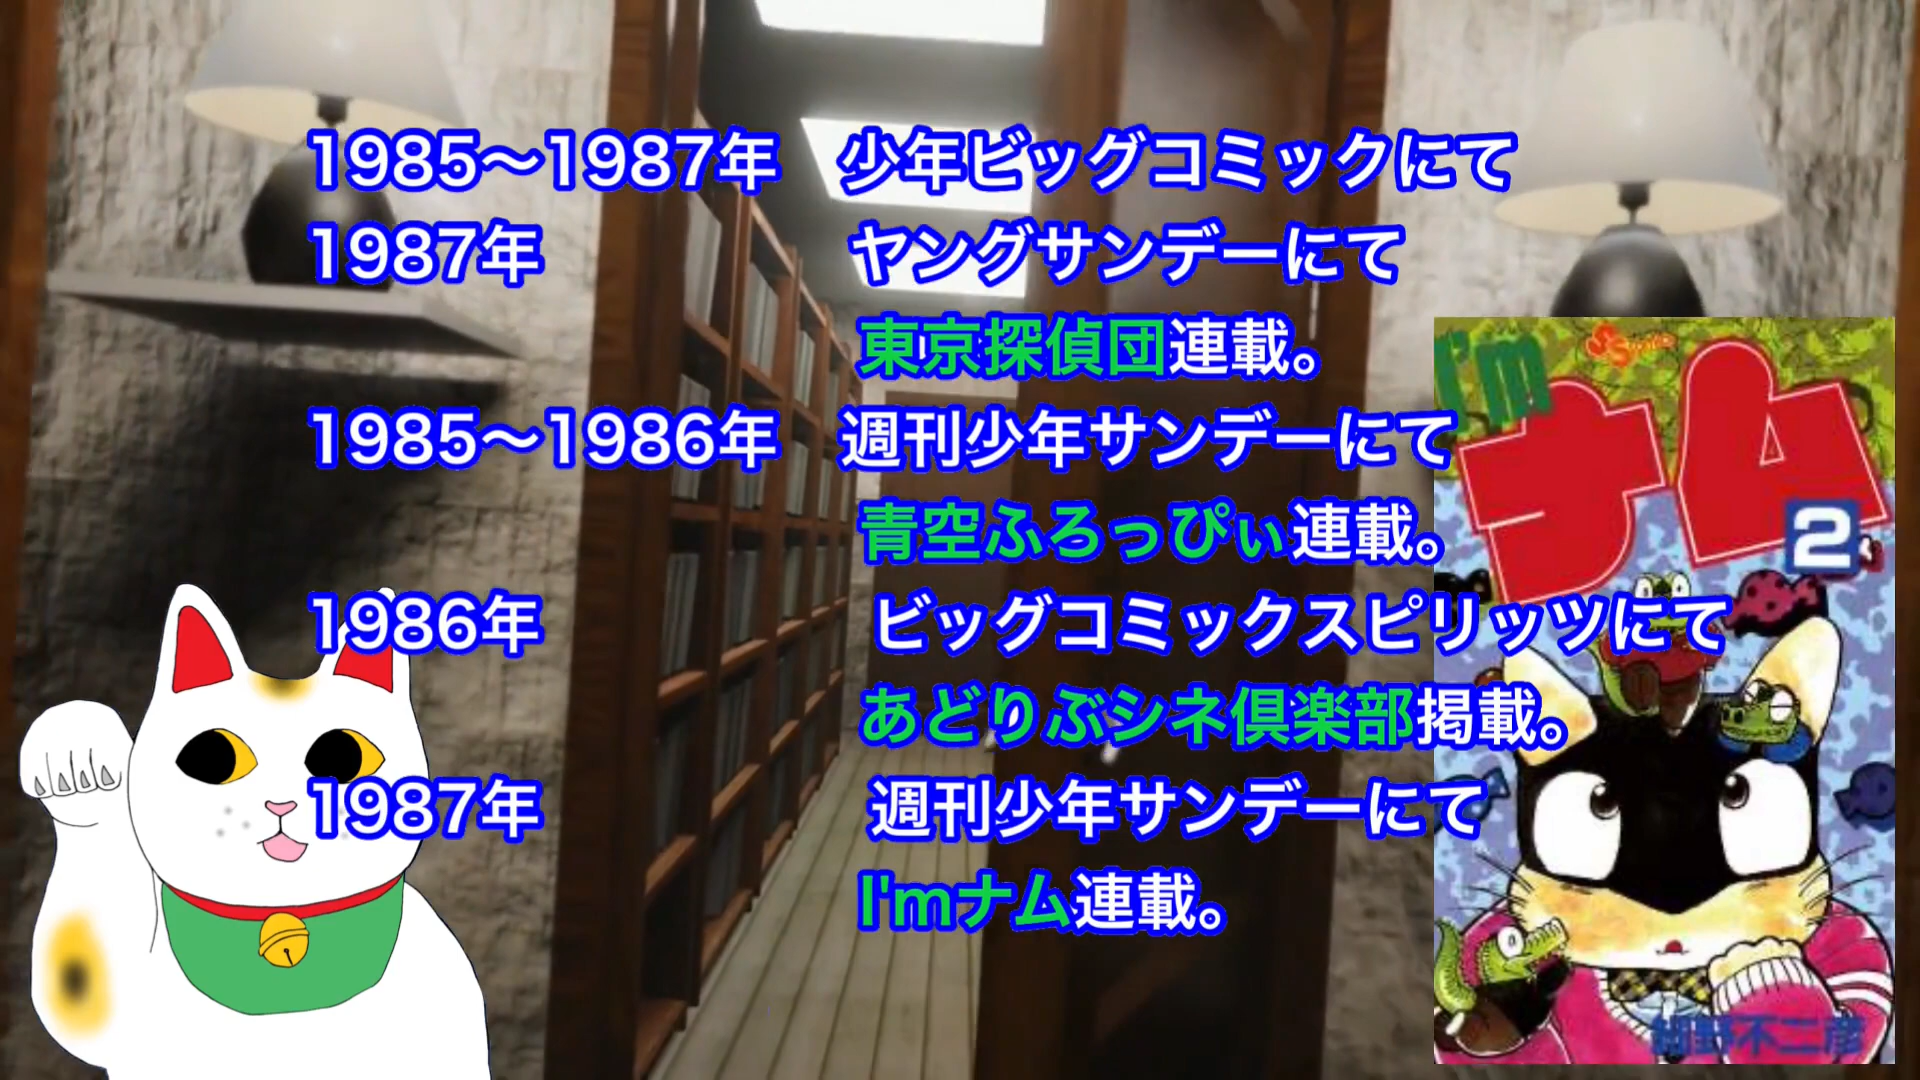 1985～1987年　少年ビッグコミックにて
1987年　ヤングサンデーにて
東京探偵団連載。
1985～1986年　週刊少年サンデーにて
青空ふろっぴぃ連載。
1986年　ビッグコミックスピリッツにて
あどりぶシネ倶楽部掲載。
1987年　週刊少年サンデーにて
I'mナム連載。
I'm
ナム
2
細野不二彦